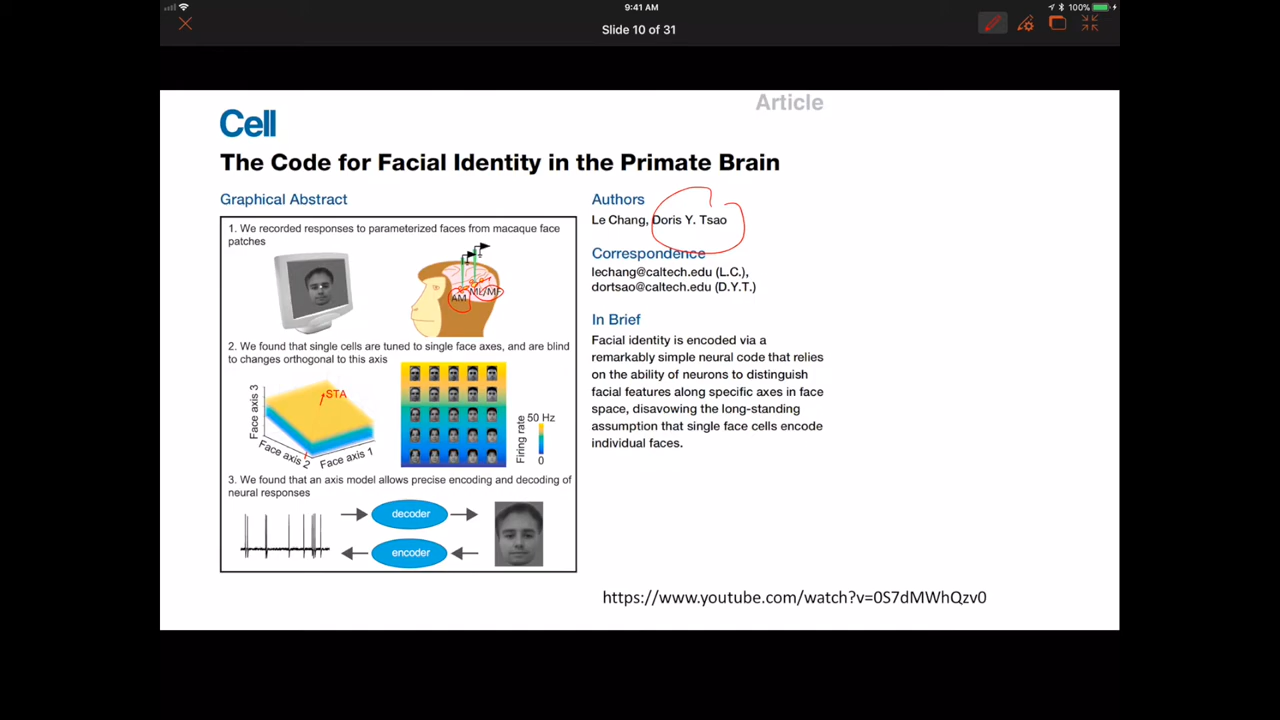 9:41 AM
100%
Slide 10 of 31
Article
Cell
The Code for Facial Identity in the Primate Brain
Graphical Abstract
1. We recorded responses to parameterized faces from macaque face
patches
AM
ML/MF
2. We found that single cells are tuned to single face axes, and are blind
to changes orthogonal to this axis
STA
Face axis 3
Face axis 2
Face axis 1
Firing rate
50 Hz
0
3. We found that an axis model allows precise encoding and decoding of
neural responses
decoder
encoder
Authors
Le Chang, Doris Y. Tsao
Correspondence
lechang@caltech.edu (L.C.),
dortsao@caltech.edu (D.Y.T.)
In Brief
Facial identity is encoded via a
remarkably simple neural code that relies
on the ability of neurons to distinguish
facial features along specific axes in face
space, disavowing the long-standing
assumption that single face cells encode
individual faces.
https://www.youtube.com/watch?v=0S7dMWhQzv0